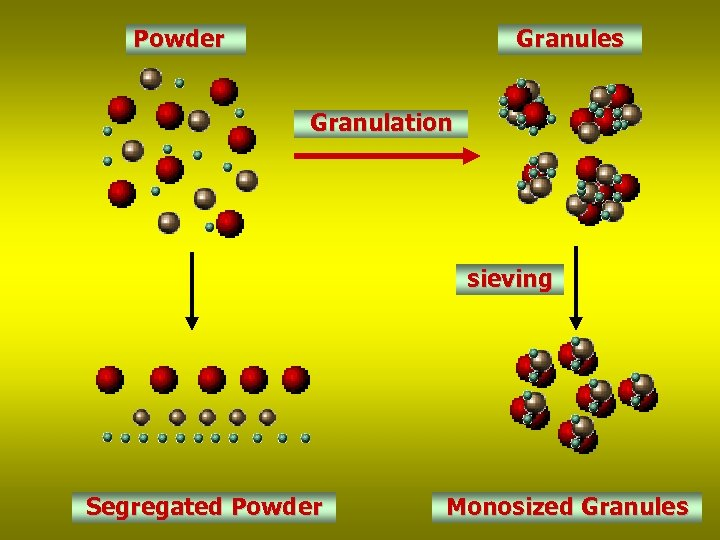 Powder
Granules
Granulation
sieving
Segregated Powder
Monosized Granules